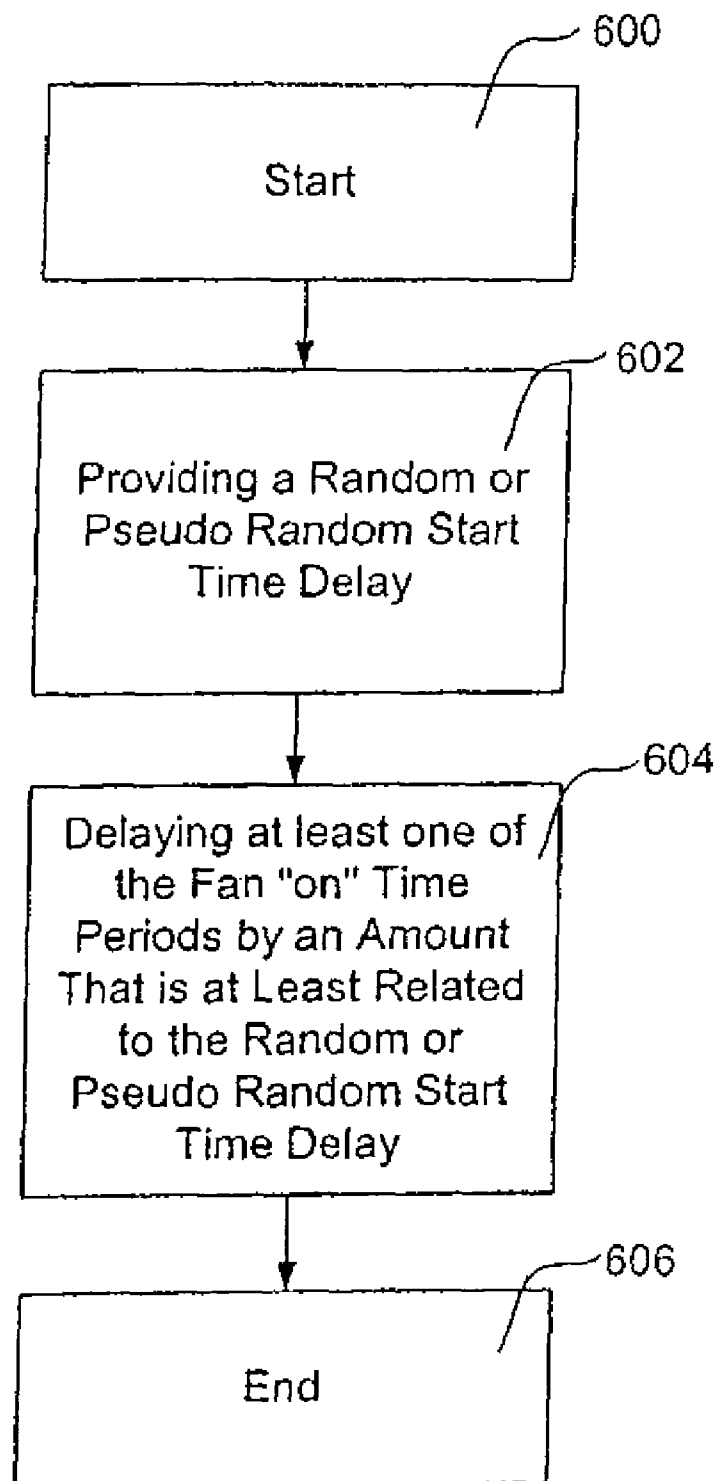 600
Start
602
Providing a Random or
Pseudo Random Start
Time Delay
604
Delaying at least one of
the Fan "on" Time
Periods by an Amount
That is at Least Related
to the Random or
Pseudo Random Start
Time Delay
606
End